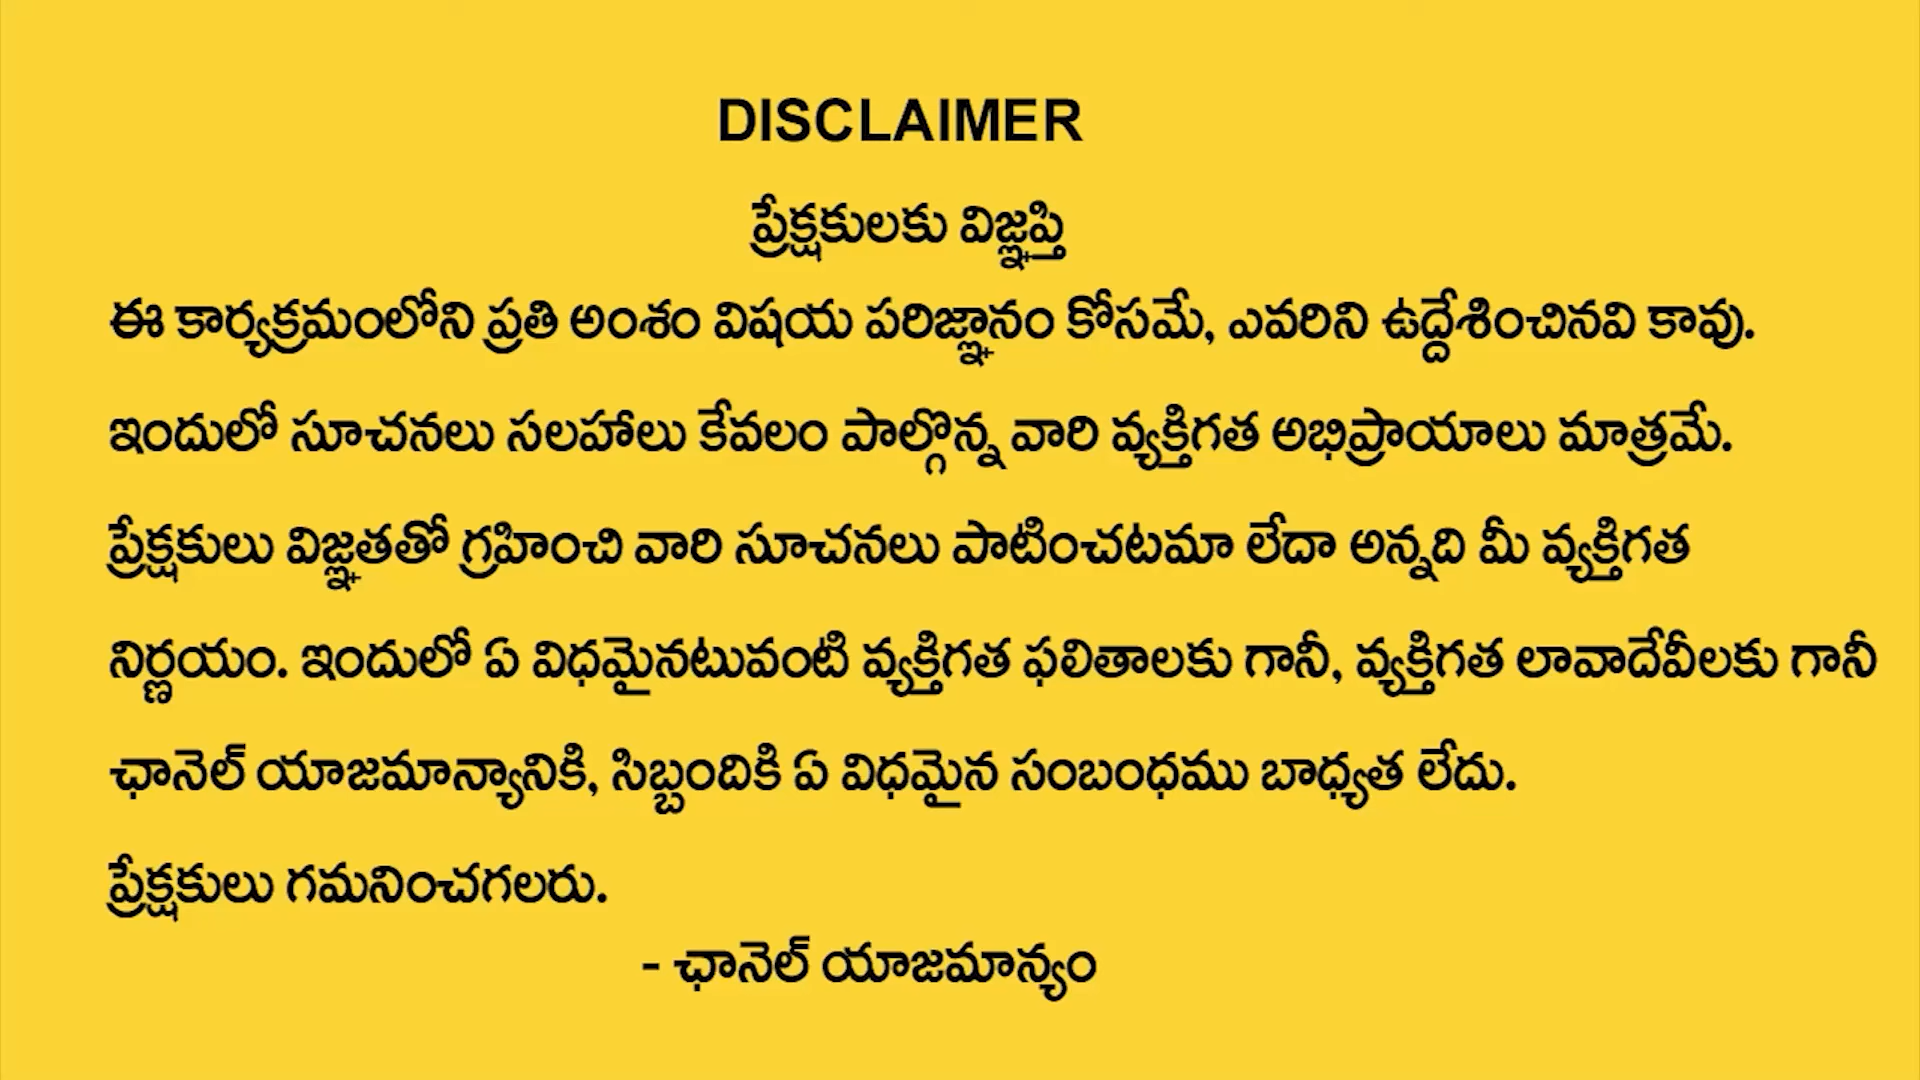 DISCLAIMER
ప్రేక్షకులకు విజ్ఞప్తి
ఈ కార్యక్రమంలోని ప్రతి అంశం విషయ పరిజ్ఞానం కోసమే, ఎవరిని ఉద్దేశించినవి కావు.
ఇందులో సూచనలు సలహాలు కేవలం పాల్గొన్న వారి వ్యక్తిగత అభిప్రాయాలు మాత్రమే.
ప్రేక్షకులు విజ్ఞతతో గ్రహించి వారి సూచనలు పాటించటమా లేదా అన్నది మీ వ్యక్తిగత
నిర్ణయం. ఇందులో ఏ విధమైనటువంటి వ్యక్తిగత ఫలితాలకు గానీ, వ్యక్తిగత లావాదేవీలకు గానీ
ఛానెల్ యాజమాన్యానికి, సిబ్బందికి ఏ విధమైన సంబంధము బాధ్యత లేదు.
ప్రేక్షకులు గమనించగలరు.
- ఛానెల్ యాజమాన్యం